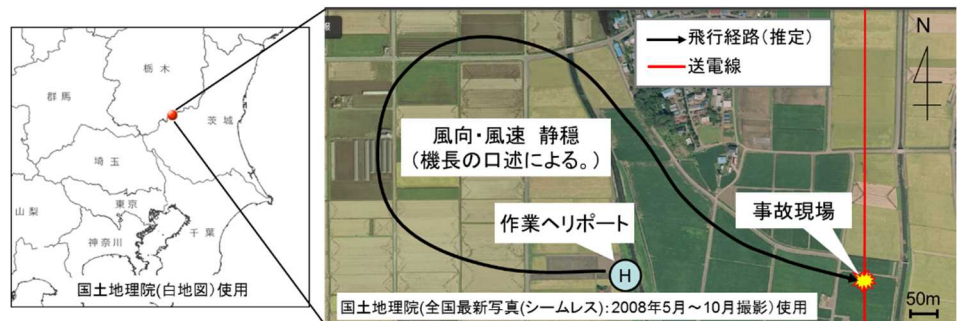 栃木
群馬
茨城
埼玉
東京
山梨
神奈川
千葉
国土地理院(白地図)使用
報
飛行経路(推定)
送電線
N
風向・風速 静穏
(機長の口述による。)
作業ヘリポート
事故現場
H
50m
国土地理院(全国最新写真(シームレス):2008年5月~10月撮影)使用